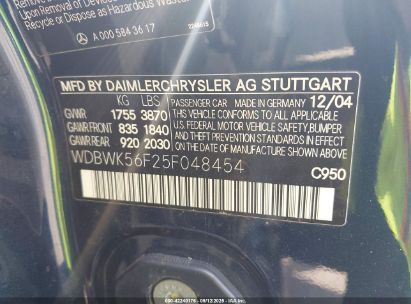 Removed
Upon Removal of Device
Recycle or Dispose as Hazardous Waste
A 000 584 36 17
MFD BY DAIMLERCHRYSLER AG STUTTGART
KG LBS MADE IN GERMANY 12/04
GVWR 1755 3870
GAWR FRONT 835 1840
GAWR REAR 920 2030
THIS VEHICLE CONFORMS TO ALL APPLICABLE
U.S. FEDERAL MOTOR VEHICLE SAFETY, BUMPER,
AND THEFT PREVENTION STANDARDS IN EFFECT ON
THE DATE OF MANUFACTURE SHOWN ABOVE.
WDBWK56F25F048454
PASSENGER CAR
C950